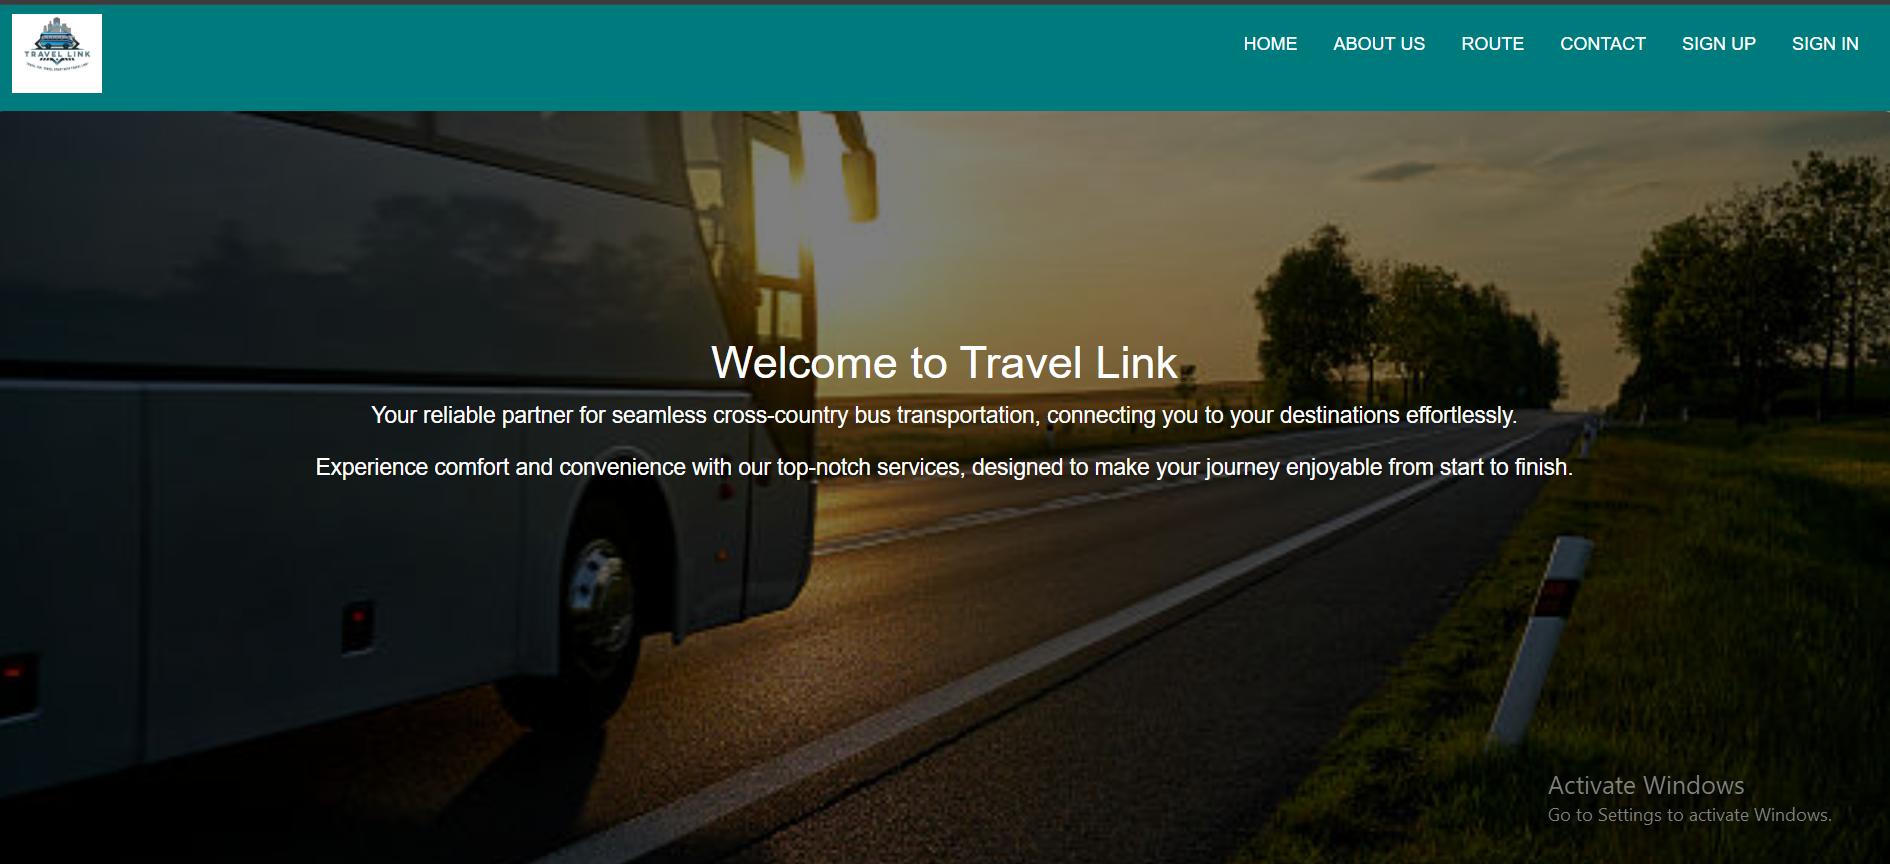 TRAVEL LINK
HOME ABOUT US ROUTE CONTACT SIGN UP SIGN IN
Welcome to Travel Link
Your reliable partner for seamless cross-country bus transportation, connecting you to your destinations effortlessly.
Experience comfort and convenience with our top-notch services, designed to make your journey enjoyable from start to finish.
Activate Windows
Go to Settings to activate Windows.